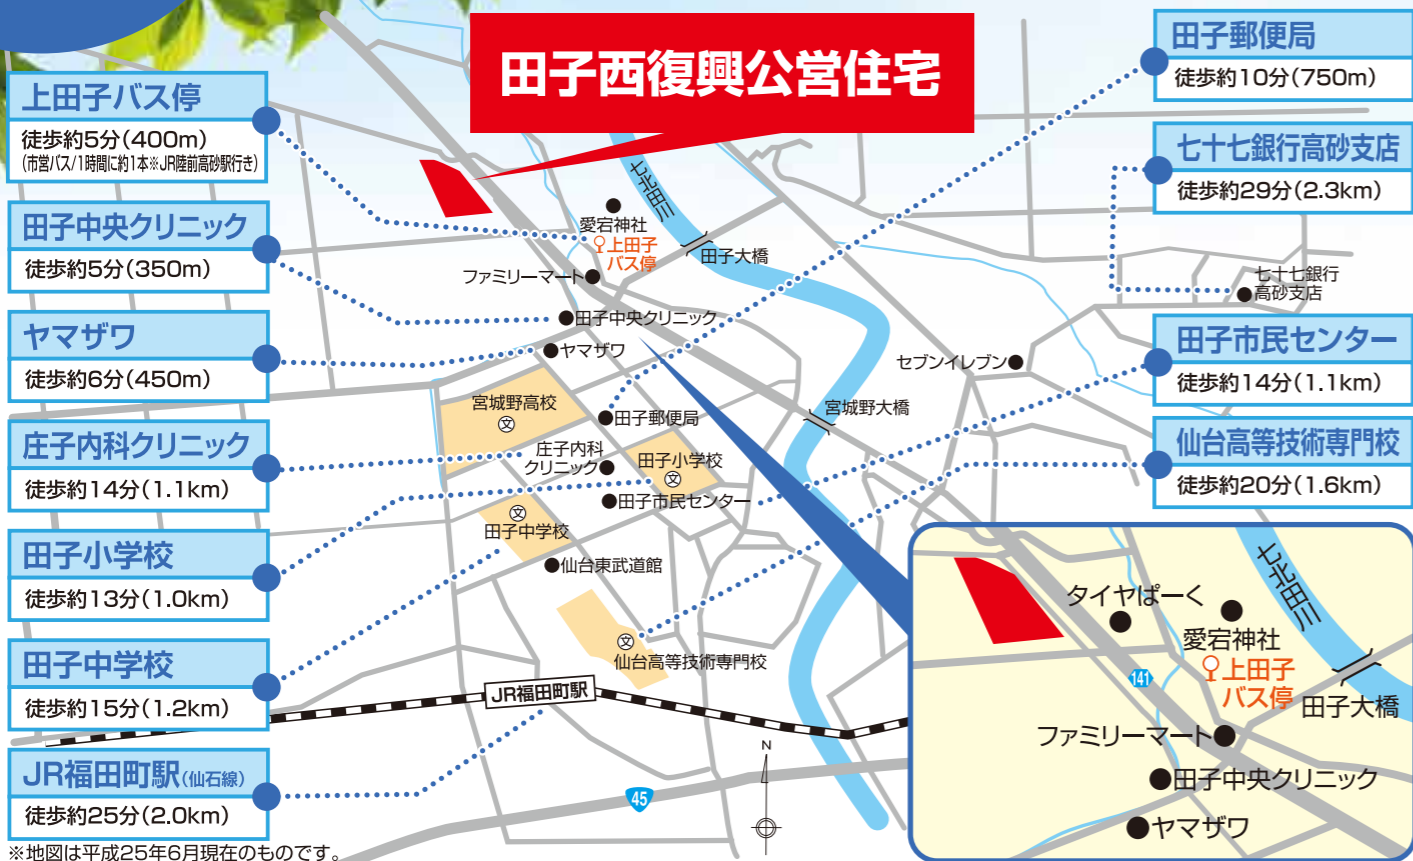 田子西復興公営住宅
上田子バス停
徒歩約5分(400m)
(市営バス/1時間に約1本※JR陸前高砂駅行き)
田子中央クリニック
徒歩約5分(350m)
ヤマザワ
徒歩約6分(450m)
庄子内科クリニック
徒歩約14分(1.1km)
田子小学校
徒歩約13分(1.0km)
田子中学校
徒歩約15分(1.2km)
JR福田町駅(仙石線)
徒歩約25分(2.0km)
※地図は平成25年6月現在のものです。
田子郵便局
徒歩約10分(750m)
七十七銀行高砂支店
徒歩約29分(2.3km)
田子市民センター
徒歩約14分(1.1km)
仙台高等技術専門校
徒歩約20分(1.6km)
七北田川
愛宕神社
上田子
バス停
田子大橋
ファミリーマート
七十七銀行
高砂支店
田子中央クリニック
ヤマザワ
セブンイレブン
宮城野高校
文
宮城野大橋
田子郵便局
庄子内科
クリニック
田子小学校
文
田子市民センター
文
田子中学校
仙台東武道館
文
仙台高等技術専門校
JR福田町駅
N
45
七北田川
タイヤぱーく
愛宕神社
141
上田子
バス停
田子大橋
ファミリーマート
田子中央クリニック
ヤマザワ